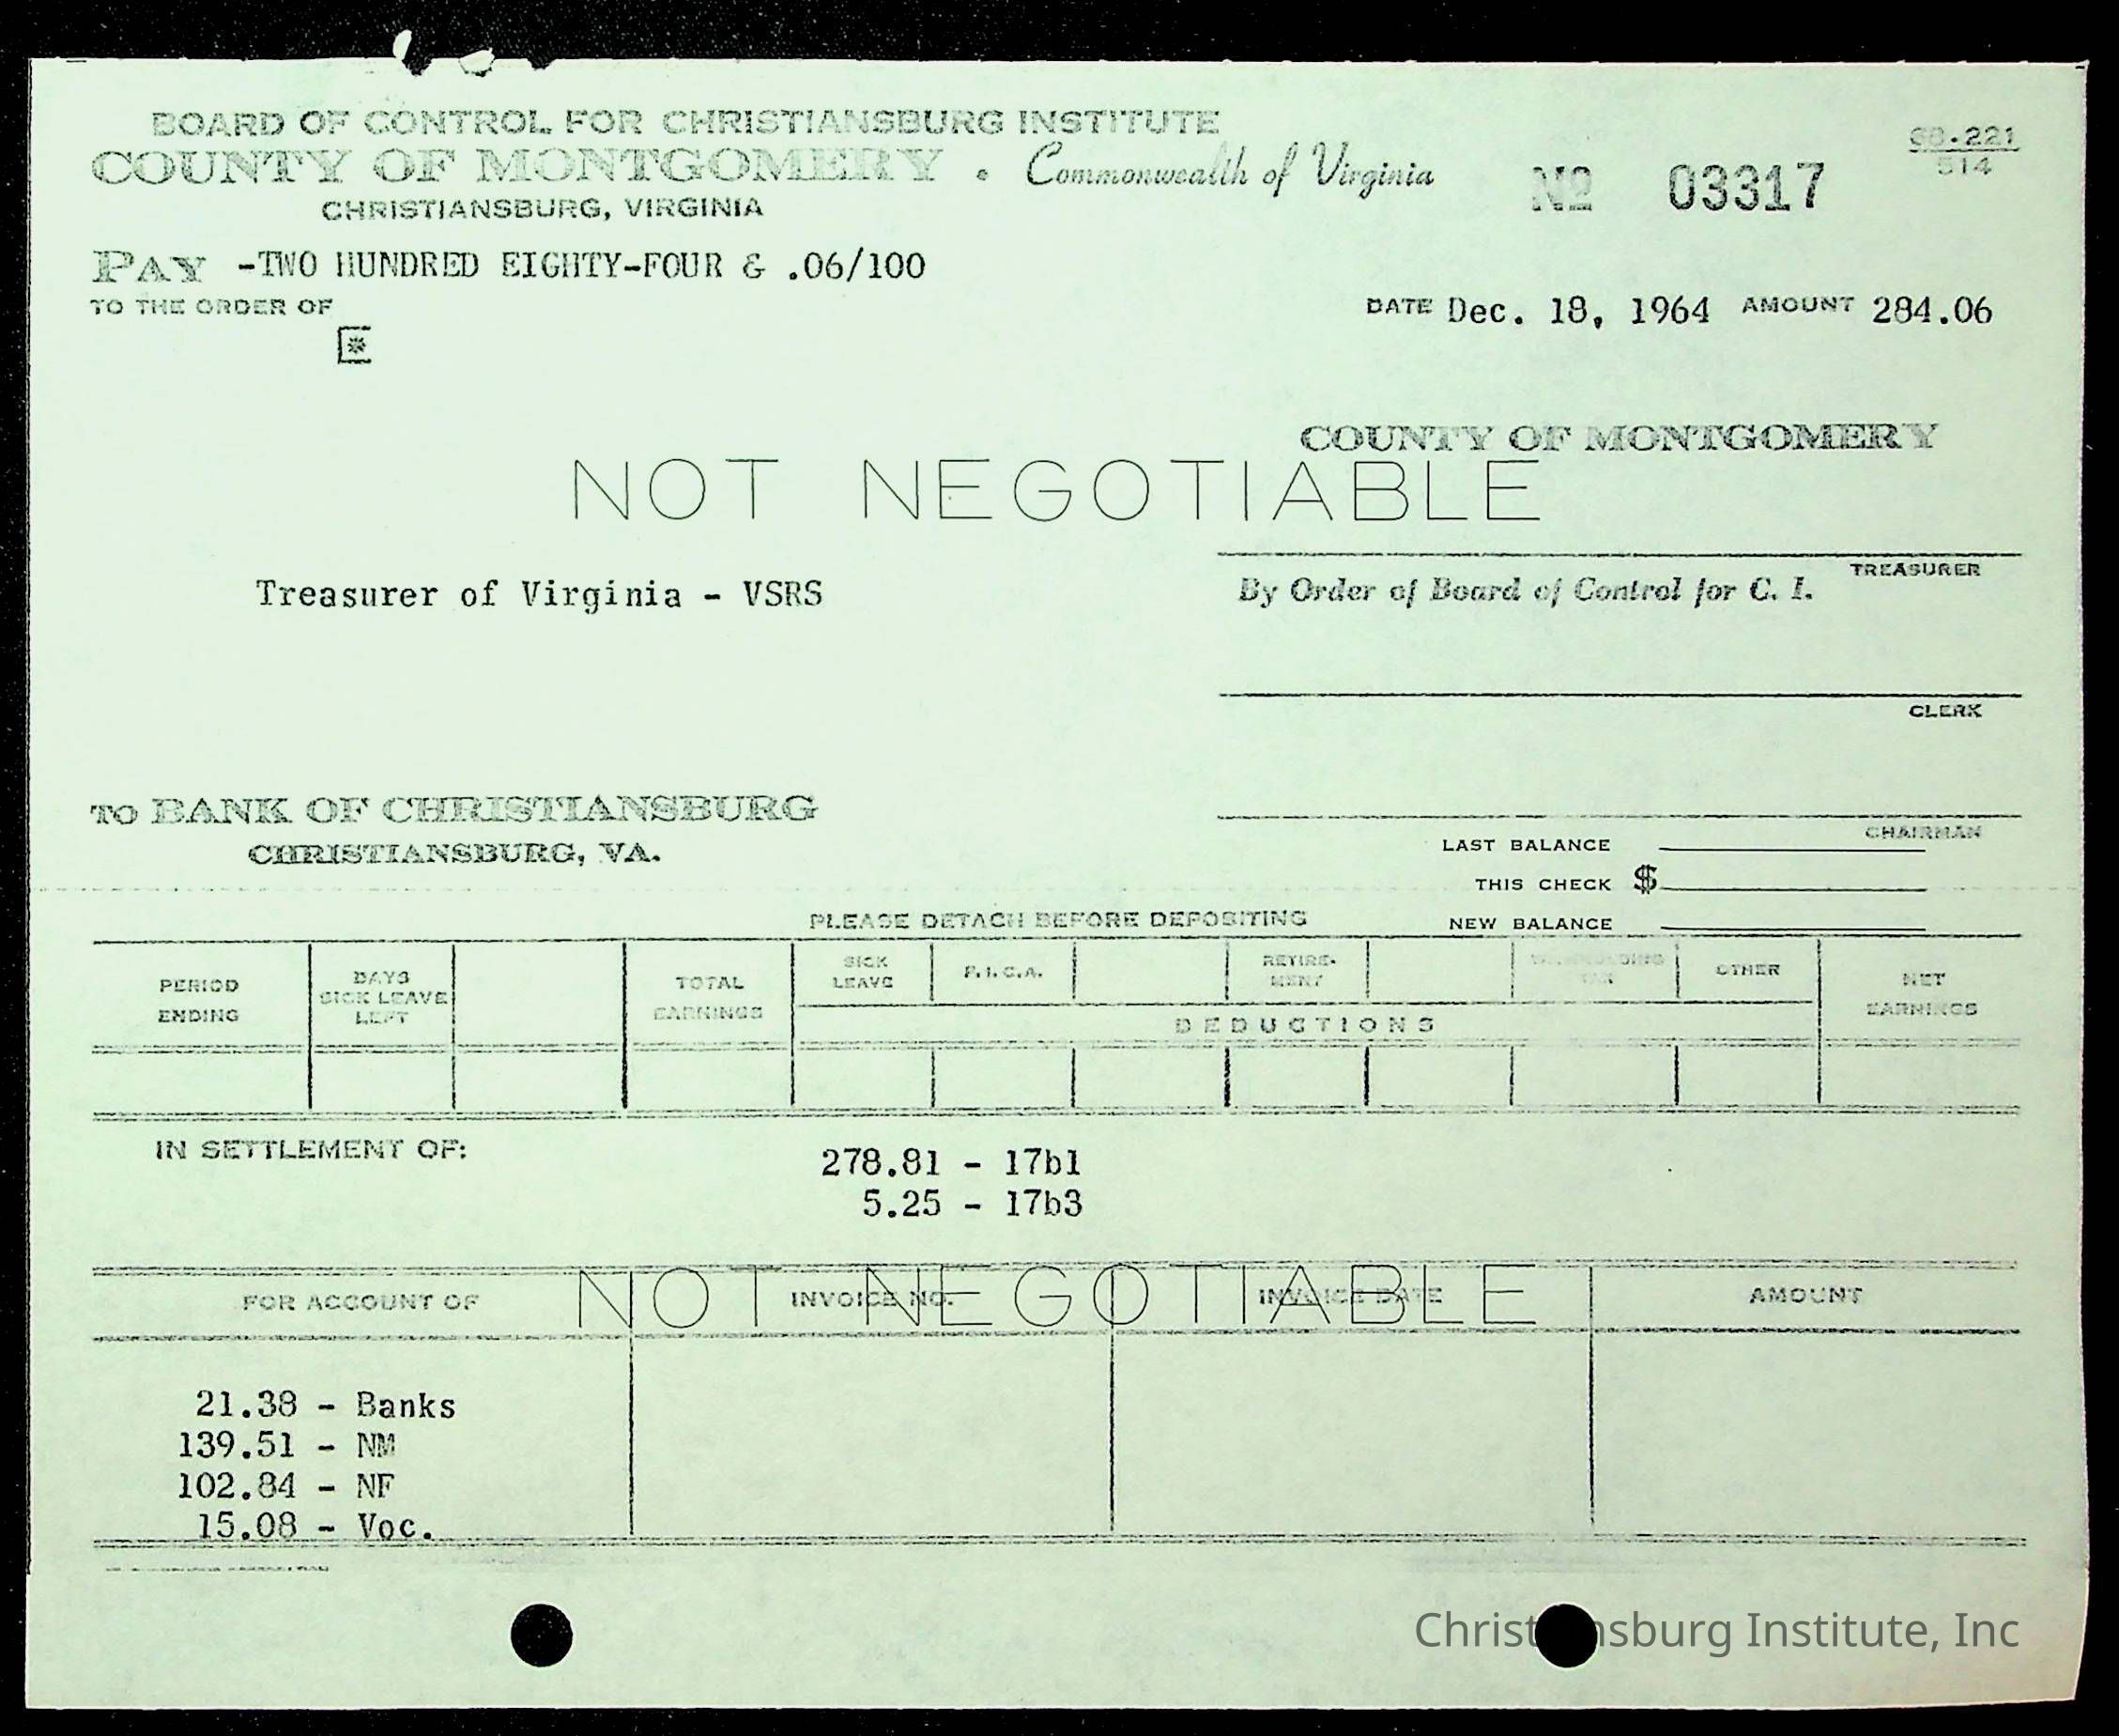 BOARD OF CONTROL FOR CHRISTIANSBURG INSTITUTE
COUNTY OF MONTGOMERY . Commonwealth of Virginia
CHRISTIANSBURG, VIRGINIA
No 03317
221
514
PAY -TWO HUNDRED EIGHTY-FOUR & .06/100
TO THE ORDER OF
DATE Dec. 18, 1964 AMOUNT 284.06
COUNTY OF MONTGOMERY
NOT NEGOTIABLE
TREASURER
Treasurer of Virginia - VSRS
By Order of Board of Control for C. I.
CLERK
TO BANK OF CHRISTIANSBURG
CHRISTIANSBURG, VA.
CHAIRMAN
LAST BALANCE
THIS CHECK $
NEW BALANCE
PLEASE DETACH BEFORE DEPOSITING
PERIOD ENDING
DAYS SICK LEAVE LEFT
TOTAL EARNINGS
SICK LEAVE
F.I.C.A.
RETIRE-MENT
WITHHOLDING TAX
OTHER
NET EARNINGS
DEDUCTIONS
IN SETTLEMENT OF:
278.81 - 17b1
5.25 - 17b3
NOT NEGOTIABLE
FOR ACCOUNT OF INVOICE NO. INVOICE DATE AMOUNT
21.38 - Banks
139.51 - NM
102.84 - NF
15.08 - Voc.
Christ nsburg Institute, Inc